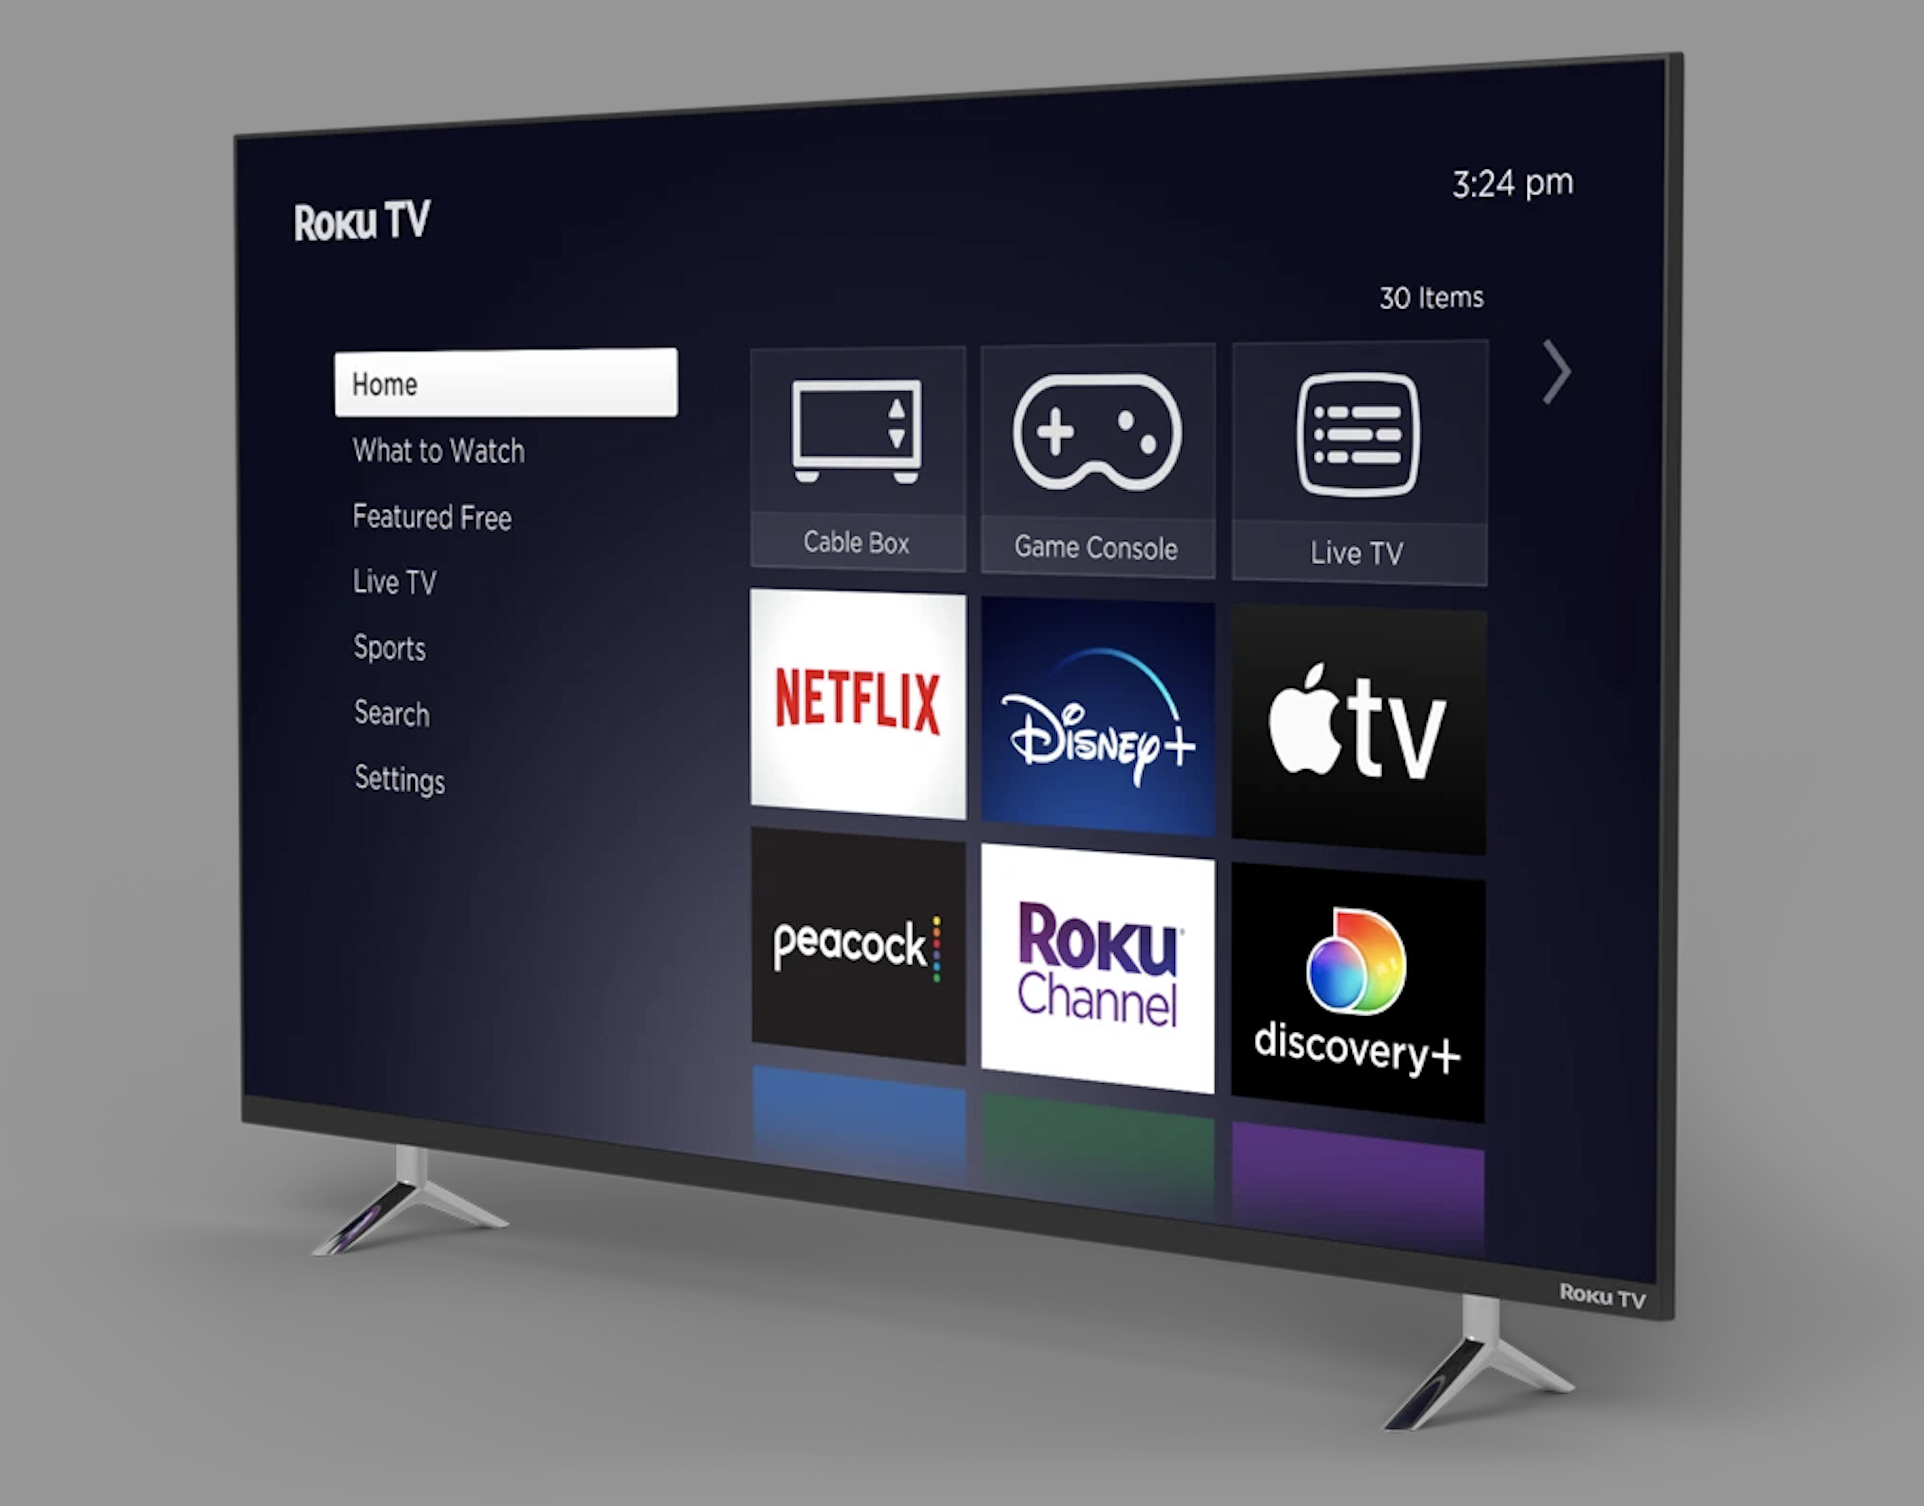 Roku TV
3:24 pm
30 Items
Home
What to Watch
Featured Free
Live TV
Sports
Search
Settings
Cable Box
Game Console
Live TV
NETFLIX
Disney+
tv
peacock
Roku
Channel
discovery+
Roku TV